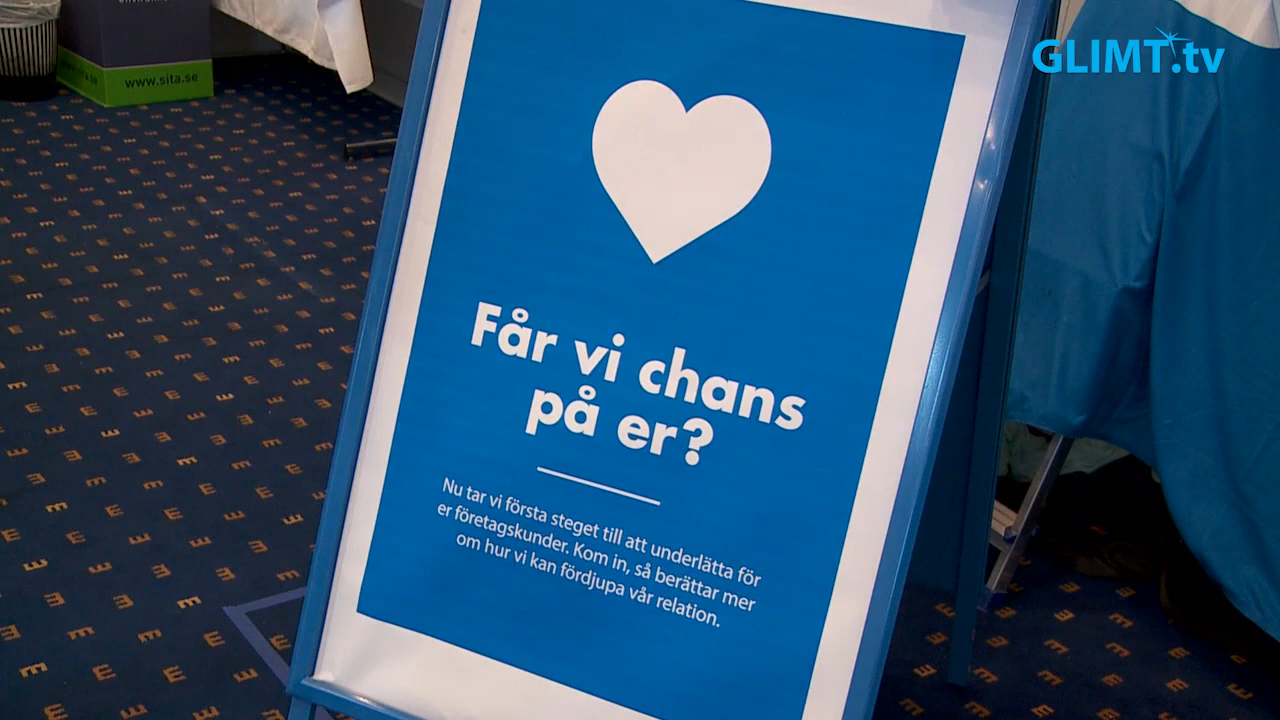 www.sita.se
GLIMT.tv
Får vi chans
på er?
Nu tar vi första steget till att underlätta för
er företagskunder. Kom in, så berättar mer
om hur vi kan fördjupa vår relation.